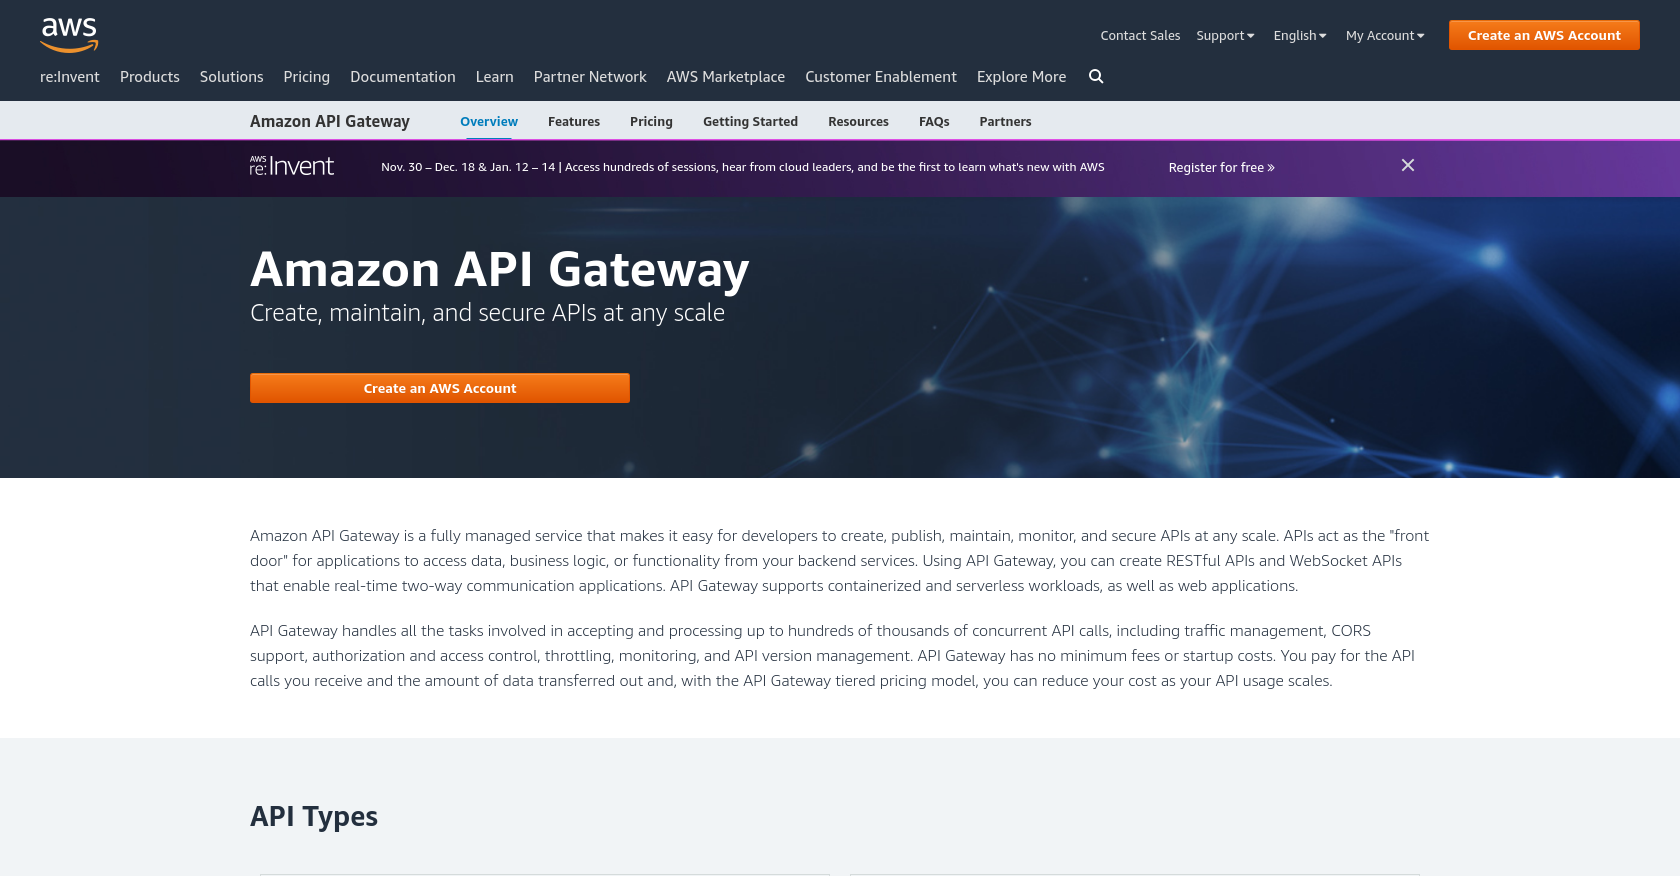 aws
Contact Sales Support English My Account Create an AWS Account
re:Invent Products Solutions Pricing Documentation Learn Partner Network AWS Marketplace Customer Enablement Explore More
Amazon API Gateway Overview Features Pricing Getting Started Resources FAQs Partners
AWS re:Invent Nov. 30 – Dec. 18 & Jan. 12 – 14 | Access hundreds of sessions, hear from cloud leaders, and be the first to learn what's new with AWS Register for free »
Amazon API Gateway
Create, maintain, and secure APIs at any scale
Create an AWS Account
Amazon API Gateway is a fully managed service that makes it easy for developers to create, publish, maintain, monitor, and secure APIs at any scale. APIs act as the "front
door" for applications to access data, business logic, or functionality from your backend services. Using API Gateway, you can create RESTful APIs and WebSocket APIs
that enable real-time two-way communication applications. API Gateway supports containerized and serverless workloads, as well as web applications.
API Gateway handles all the tasks involved in accepting and processing up to hundreds of thousands of concurrent API calls, including traffic management, CORS
support, authorization and access control, throttling, monitoring, and API version management. API Gateway has no minimum fees or startup costs. You pay for the API
calls you receive and the amount of data transferred out and, with the API Gateway tiered pricing model, you can reduce your cost as your API usage scales.
API Types